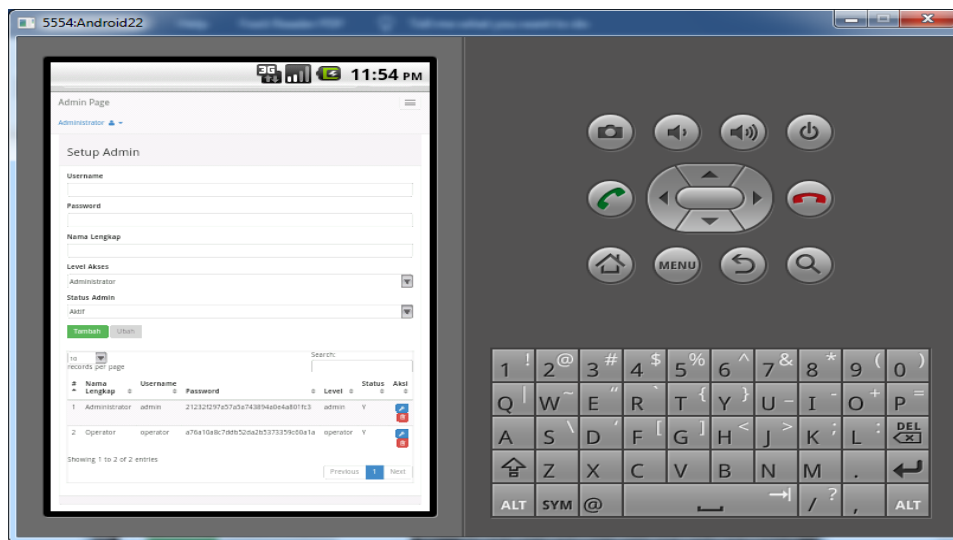 5554:Android22
3G 11:54 PM
Admin Page
Administrator
Setup Admin
Username
Password
Nama Lengkap
Level Akses
Administrator
Status Admin
Aktif
Tambah Ubah
10
records per page
Search:
# Nama Lengkap Username Password Level Status Aksi
1 Administrator admin 21232f297a57a5a743894a0e4a801fc3 admin Y
2 Operator operator operator Y
Showing 1 to 2 of 2 entries
Previous 1 Next
MENU
1 ! 2 @ 3 # 4 $ 5 % 6 ^ 7 & 8 * 9 ( 0 )
Q W ~ E " R ` T { Y } U - I O + P =
A S \ D ' F [ G ] H < J > K ; L : DEL
Z X C V B N M .
ALT SYM @ / ? , ALT